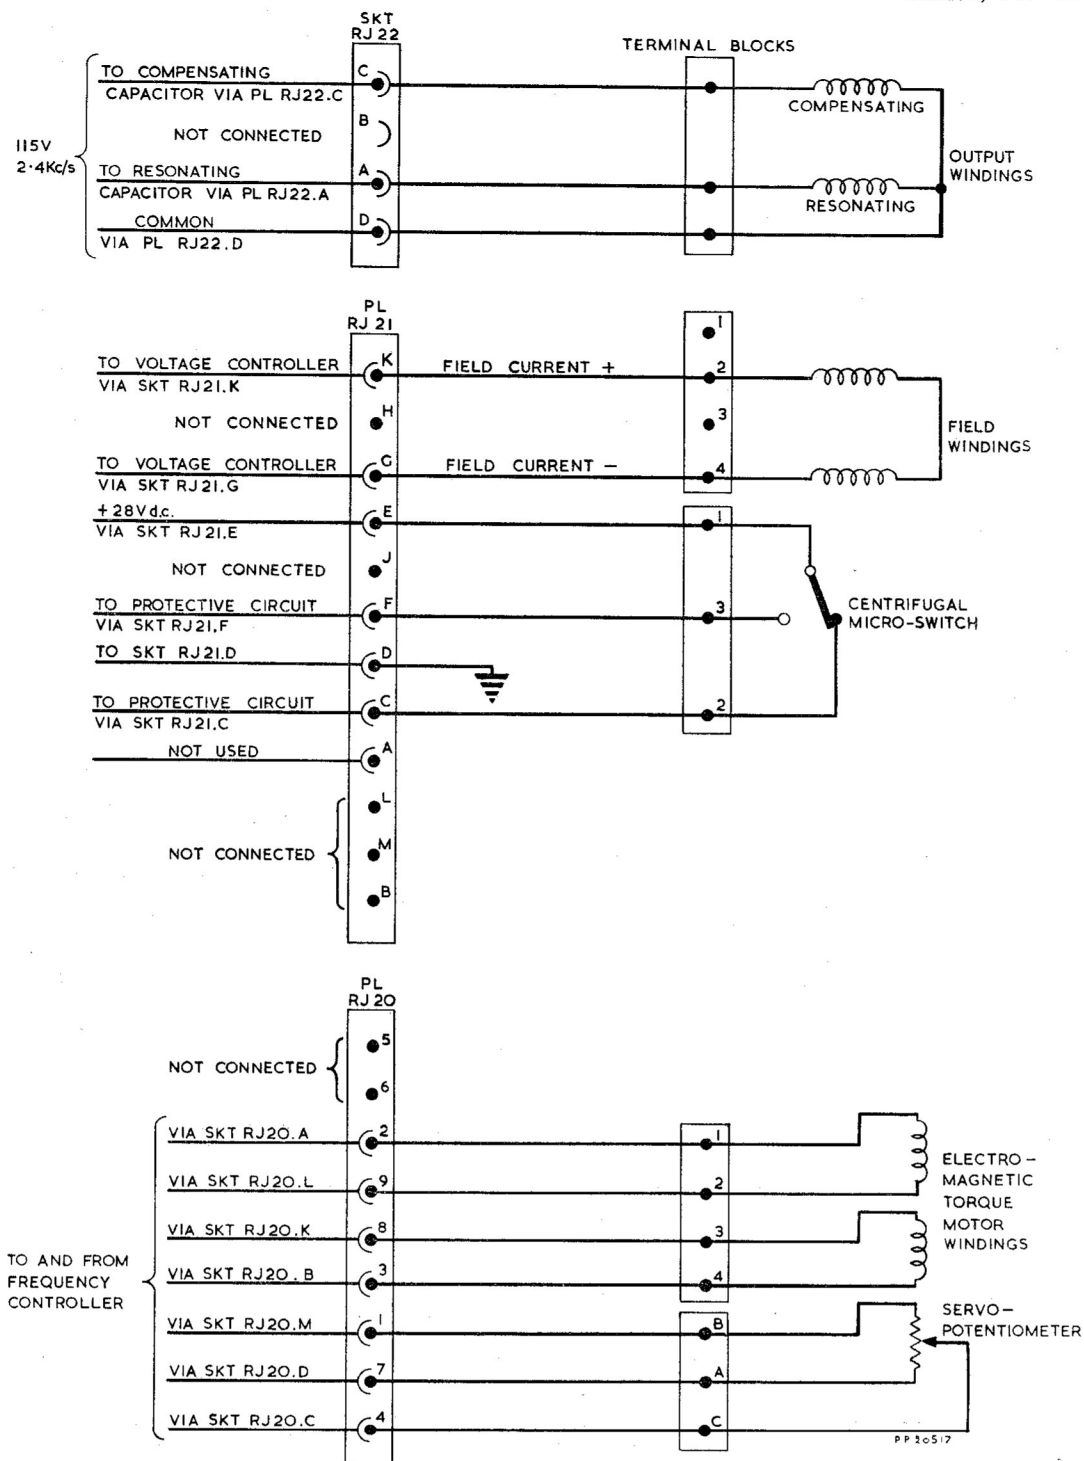 SKT
RJ 22
TERMINAL BLOCKS
TO COMPENSATING
CAPACITOR VIA PL RJ22.C
C
COMPENSATING
NOT CONNECTED
B
115V
2·4Kc/s
TO RESONATING
CAPACITOR VIA PL RJ22.A
A
RESONATING
OUTPUT
WINDINGS
COMMON
VIA PL RJ22.D
D
PL
RJ 21
1
TO VOLTAGE CONTROLLER
VIA SKT RJ21.K
K
FIELD CURRENT +
2
NOT CONNECTED
H
3
FIELD
WINDINGS
TO VOLTAGE CONTROLLER
VIA SKT RJ21.G
G
FIELD CURRENT −
4
+28Vd.c.
VIA SKT RJ21.E
E
1
NOT CONNECTED
J
TO PROTECTIVE CIRCUIT
VIA SKT RJ21.F
F
3
CENTRIFUGAL
MICRO-SWITCH
TO SKT RJ21.D
D
TO PROTECTIVE CIRCUIT
VIA SKT RJ21.C
C
2
NOT USED
A
L
NOT CONNECTED
M
B
PL
RJ 20
5
NOT CONNECTED
6
VIA SKT RJ20.A
2
1
VIA SKT RJ20.L
9
2
ELECTRO-
MAGNETIC
TORQUE
MOTOR
WINDINGS
VIA SKT RJ20.K
8
3
TO AND FROM
FREQUENCY
CONTROLLER
VIA SKT RJ20.B
3
4
VIA SKT RJ20.M
1
B
SERVO-
POTENTIOMETER
VIA SKT RJ20.D
7
A
VIA SKT RJ20.C
4
C
PP20517